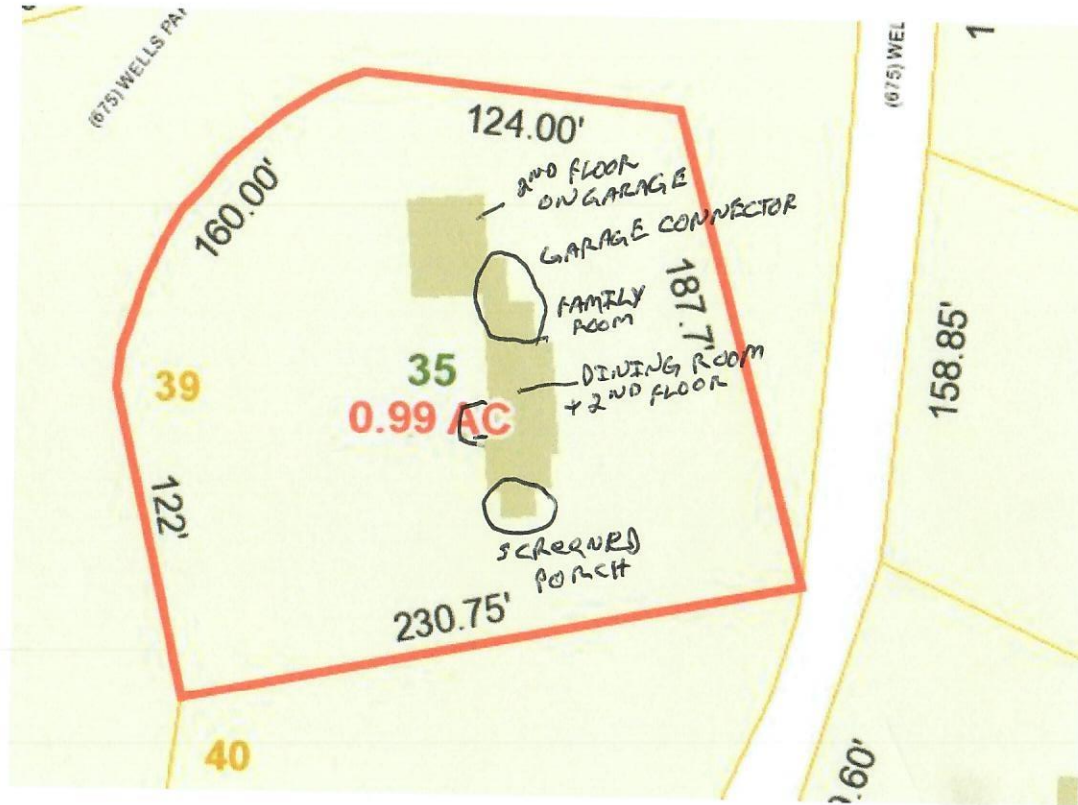 (675) WELLS PA
(675) WEL
1
124.00'
160.00'
2ND FLOOR
ON GARAGE
GARAGE CONNECTOR
187.7'
FAMILY
ROOM
35
39
0.99 AC
DINING ROOM
+ 2ND FLOOR
158.85'
122'
SCREENED
PORCH
230.75'
40
.60'